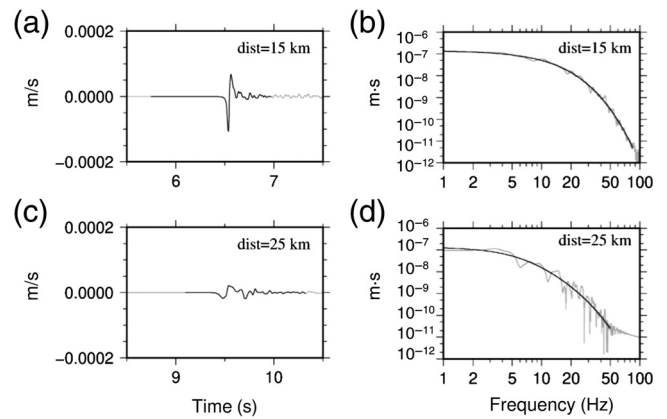 (a)
0.0002
0.0000
−0.0002
m/s
dist=15 km
6
7
(b)
10−6
10−7
10−8
10−9
10−10
10−11
10−12
m·s
dist=15 km
1
2
5
10
20
50
100
(c)
0.0002
0.0000
−0.0002
m/s
dist=25 km
9
10
Time (s)
(d)
10−6
10−7
10−8
10−9
10−10
10−11
10−12
m·s
dist=25 km
1
2
5
10
20
50
100
Frequency (Hz)